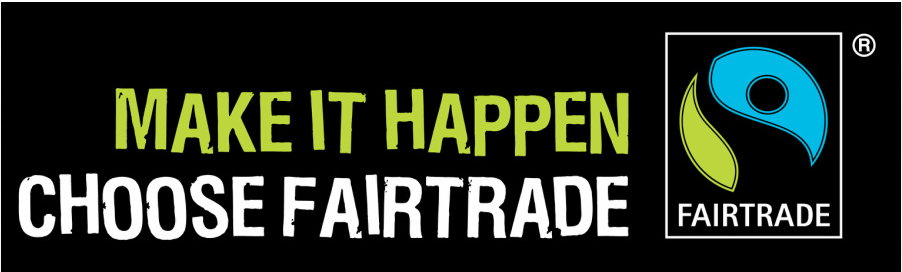 MAKE IT HAPPEN
CHOOSE FAIRTRADE
®
FAIRTRADE